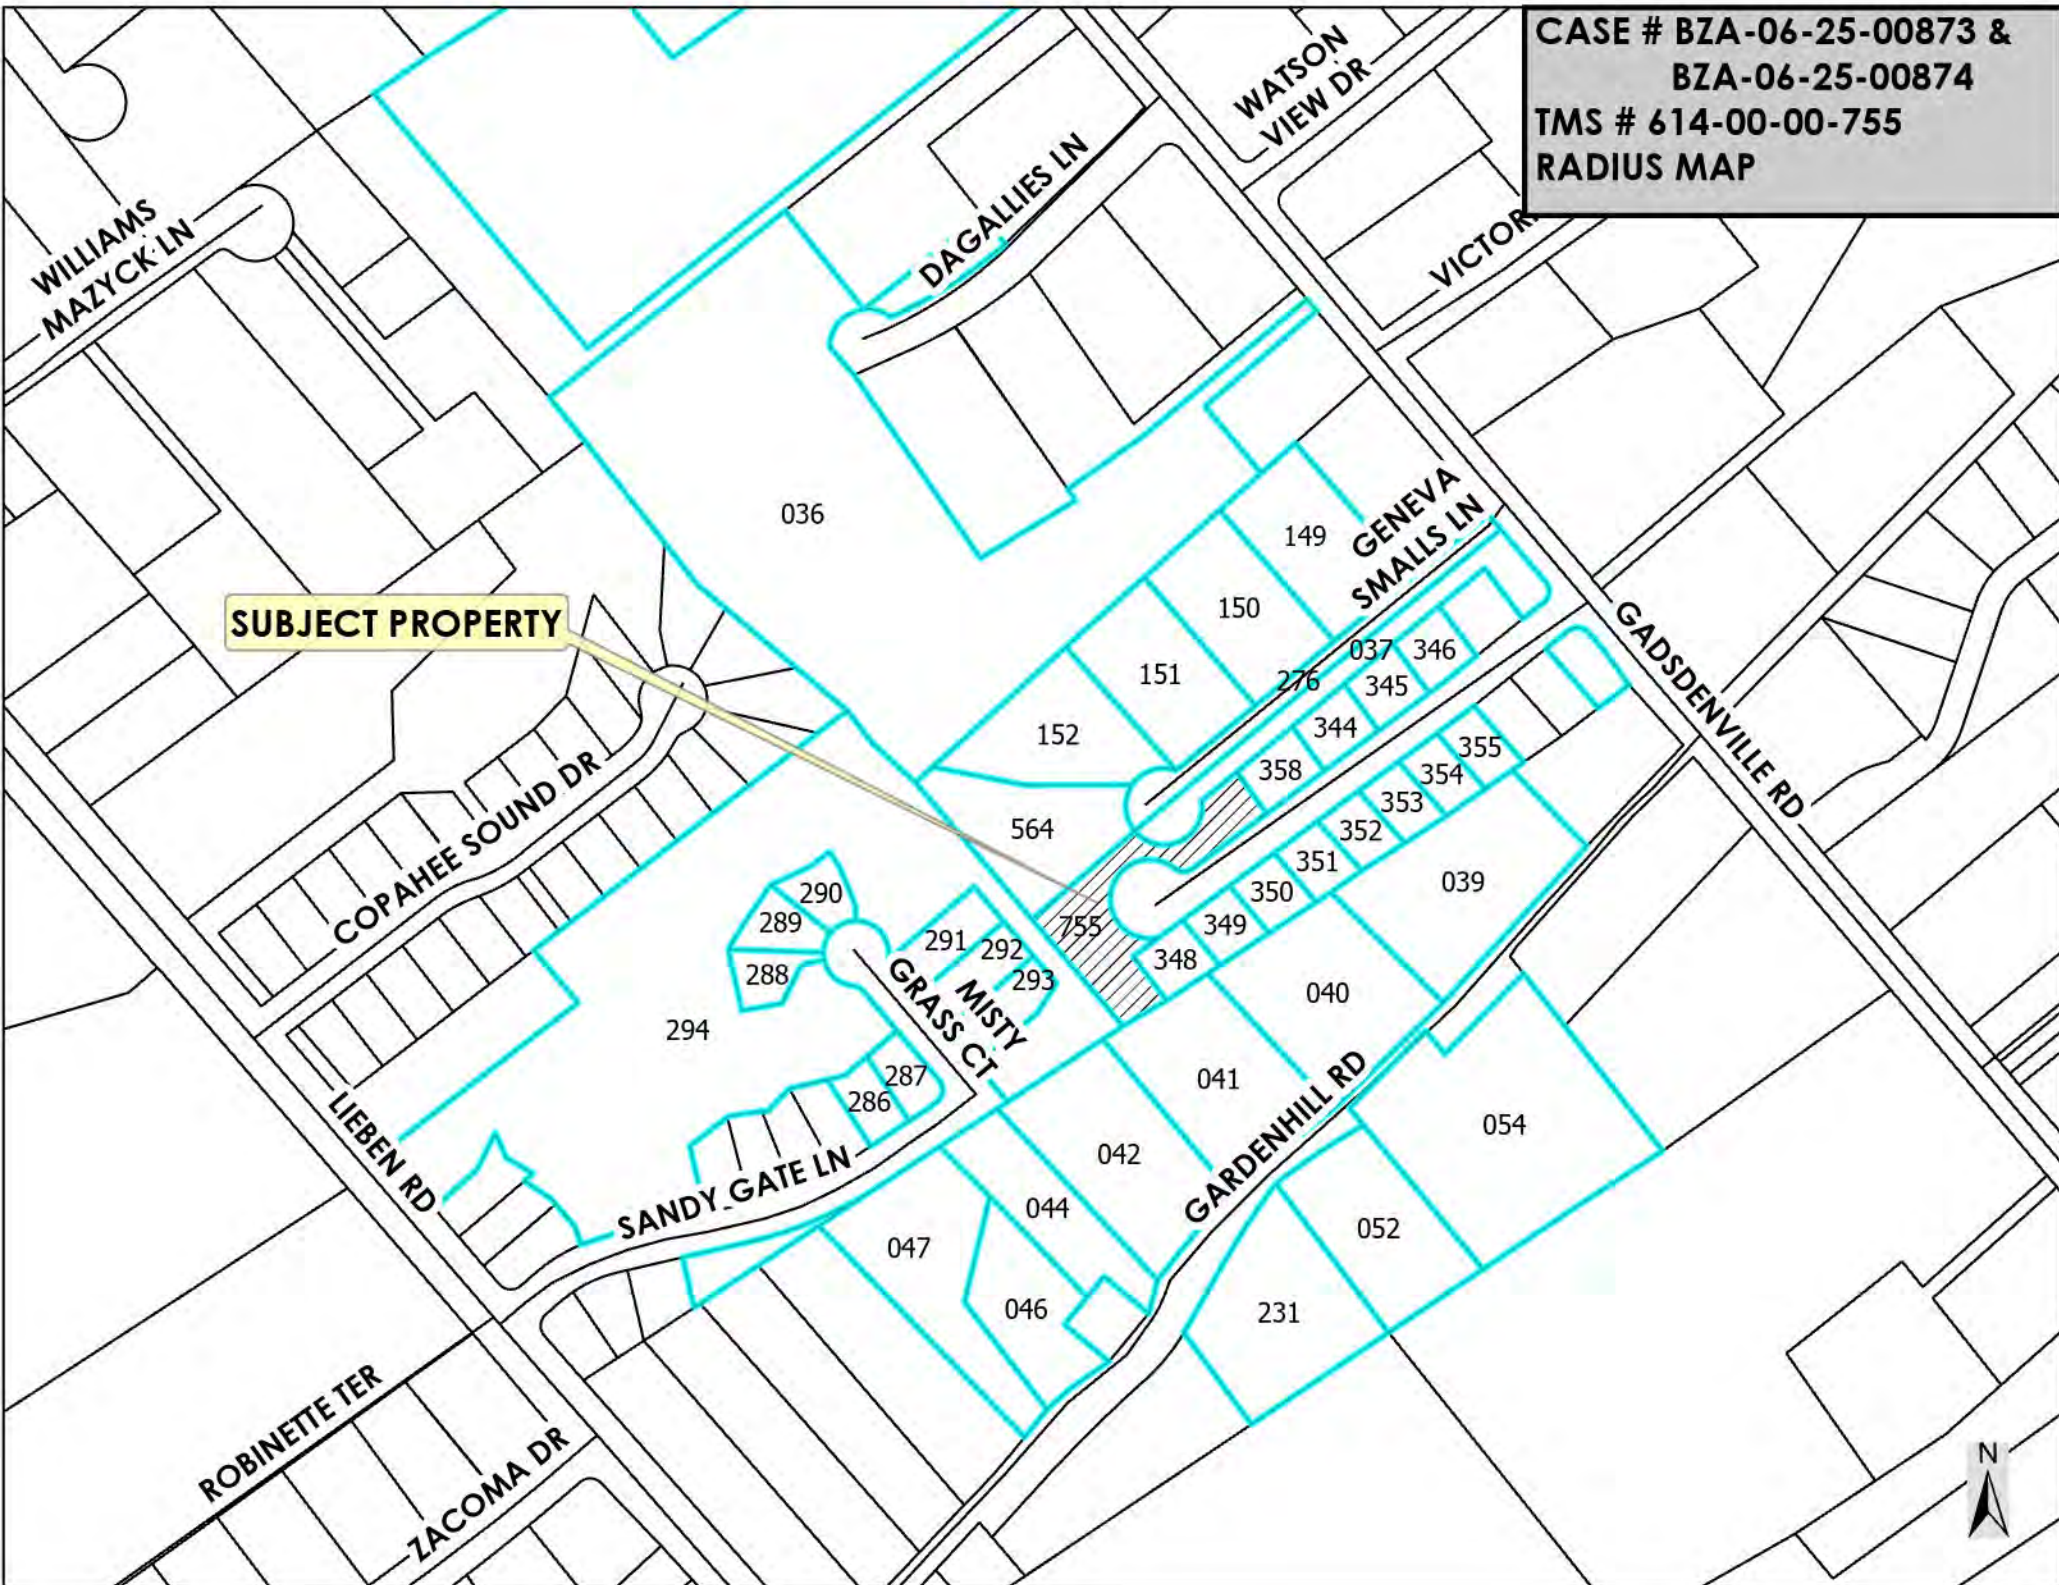 CASE # BZA-06-25-00873 &
BZA-06-25-00874
TMS # 614-00-00-755
RADIUS MAP
WATSON
VIEW DR
DAGALLIES LN
WILLIAMS
MAZYCK LN
GENEVA
SMALLS LN
036
149
150
SUBJECT PROPERTY
GADSDENVILLE RD
037
346
151
276
345
152
344
355
358
354
353
COPAHEE SOUND DR
564
352
351
039
290
350
289
755
349
291
292
348
288
293
040
GRASS CT
MISTY
294
287
041
286
LIEBEN RD
GARDENHILL RD
054
042
SANDY GATE LN
044
052
047
046
231
ROBINETTE TER
ZACOMA DR
N